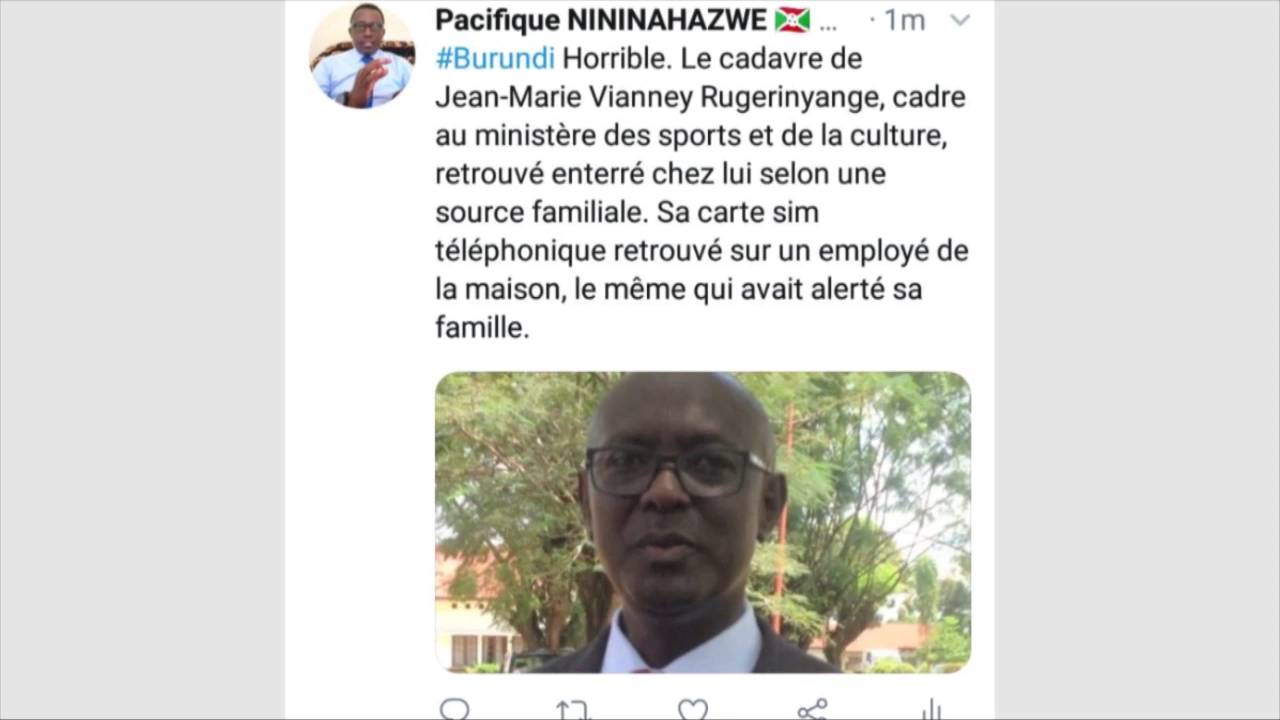 Pacifique NININAHAZWE 🇧🇮 ... · 1m
#Burundi Horrible. Le cadavre de
Jean-Marie Vianney Rugerinyange, cadre
au ministère des sports et de la culture,
retrouvé enterré chez lui selon une
source familiale. Sa carte sim
téléphonique retrouvé sur un employé de
la maison, le même qui avait alerté sa
famille.